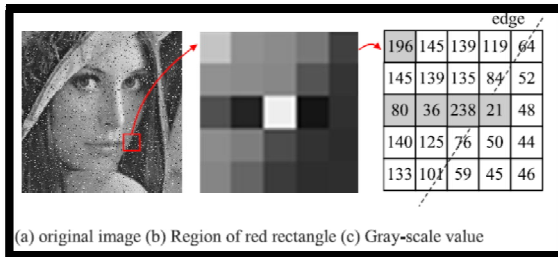 edge
196 145 139 119 64
145 139 135 84 52
80 36 238 21 48
140 125 76 50 44
133 101 59 45 46
(a) original image (b) Region of red rectangle (c) Gray-scale value